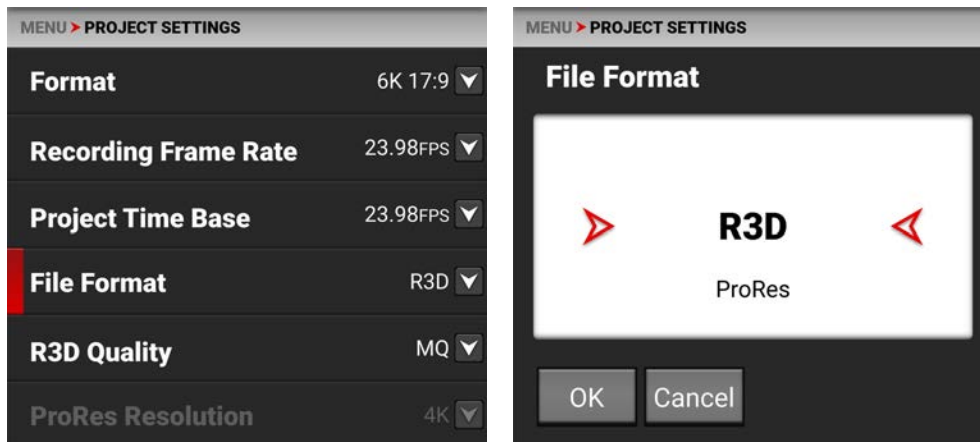 MENU > PROJECT SETTINGS
Format 6K 17:9
Recording Frame Rate 23.98FPS
Project Time Base 23.98FPS
File Format R3D
R3D Quality MQ
ProRes Resolution 4K
MENU > PROJECT SETTINGS
File Format
R3D
ProRes
OK Cancel